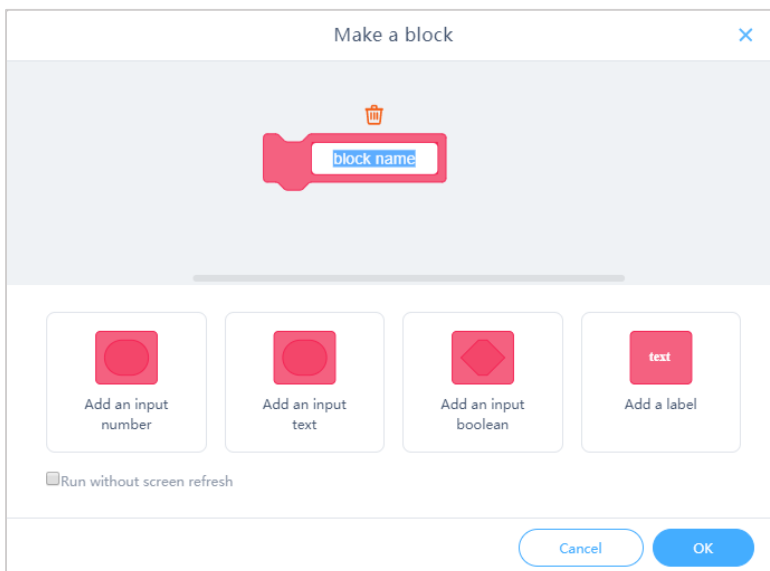 Make a block
block name
Add an input
number
Add an input
text
Add an input
boolean
text
Add a label
Run without screen refresh
Cancel
OK